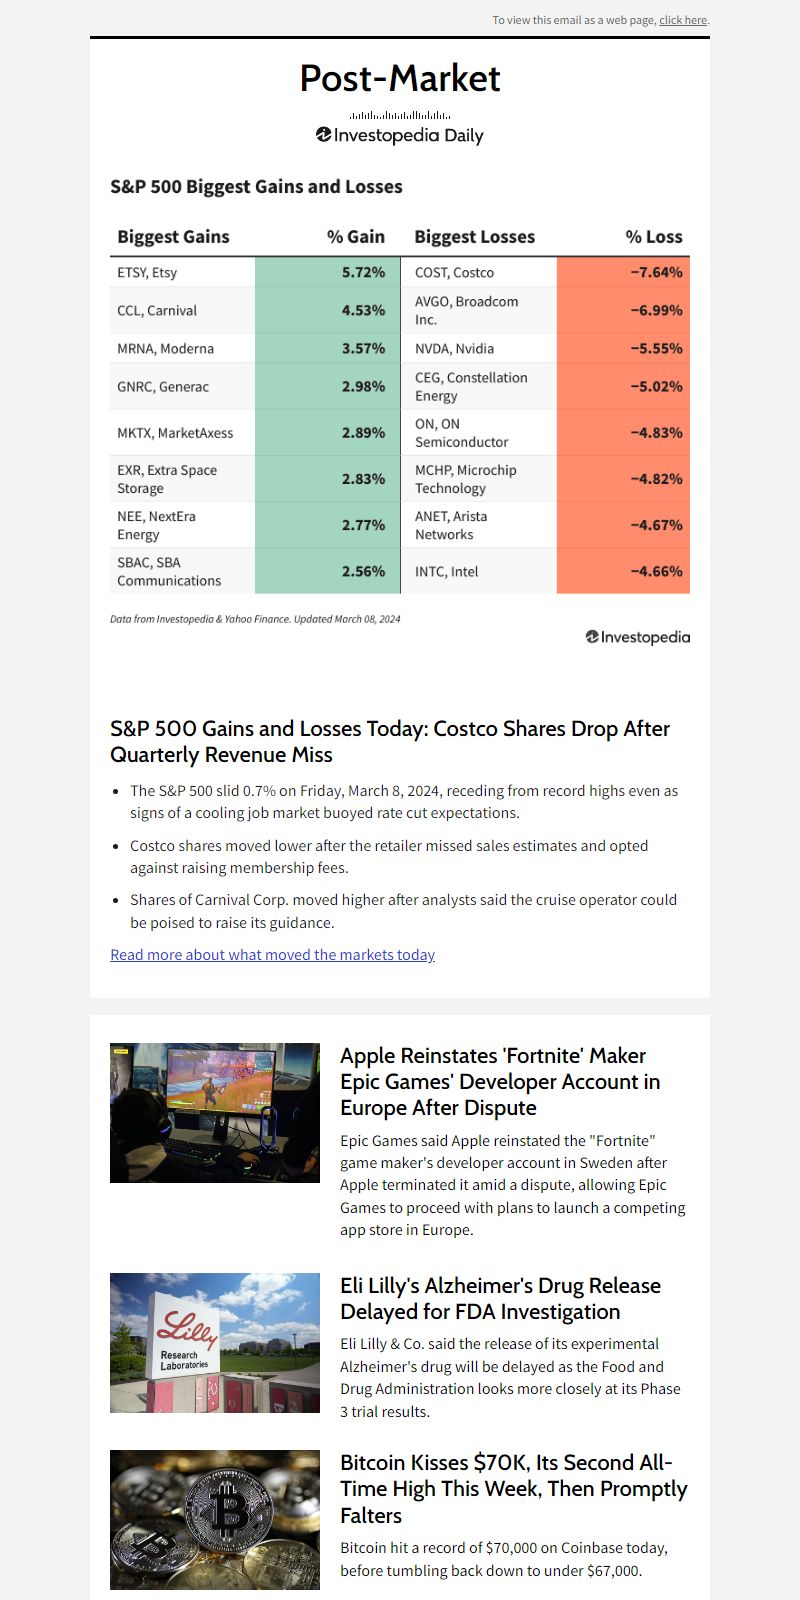 To view this email as a web page, click here.
Post-Market
Investopedia Daily
S&P 500 Biggest Gains and Losses
Biggest Gains % Gain Biggest Losses % Loss
ETSY, Etsy 5.72% COST, Costco −7.64%
CCL, Carnival 4.53% AVGO, Broadcom
Inc. −6.99%
MRNA, Moderna 3.57% NVDA, Nvidia −5.55%
GNRC, Generac 2.98% CEG, Constellation
Energy −5.02%
MKTX, MarketAxess 2.89% ON, ON
Semiconductor −4.83%
EXR, Extra Space
Storage 2.83% MCHP, Microchip
Technology −4.82%
NEE, NextEra
Energy 2.77% ANET, Arista
Networks −4.67%
SBAC, SBA
Communications 2.56% INTC, Intel −4.66%
Data from Investopedia & Yahoo Finance. Updated March 08, 2024
Investopedia
S&P 500 Gains and Losses Today: Costco Shares Drop After
Quarterly Revenue Miss
• The S&P 500 slid 0.7% on Friday, March 8, 2024, receding from record highs even as
signs of a cooling job market buoyed rate cut expectations.
• Costco shares moved lower after the retailer missed sales estimates and opted
against raising membership fees.
• Shares of Carnival Corp. moved higher after analysts said the cruise operator could
be poised to raise its guidance.
Read more about what moved the markets today
Apple Reinstates 'Fortnite' Maker
Epic Games' Developer Account in
Europe After Dispute
Epic Games said Apple reinstated the "Fortnite"
game maker's developer account in Sweden after
Apple terminated it amid a dispute, allowing Epic
Games to proceed with plans to launch a competing
app store in Europe.
Lilly
Research
Laboratories
Eli Lilly's Alzheimer's Drug Release
Delayed for FDA Investigation
Eli Lilly & Co. said the release of its experimental
Alzheimer's drug will be delayed as the Food and
Drug Administration looks more closely at its Phase
3 trial results.
Bitcoin Kisses $70K, Its Second All-
Time High This Week, Then Promptly
Falters
Bitcoin hit a record of $70,000 on Coinbase today,
before tumbling back down to under $67,000.